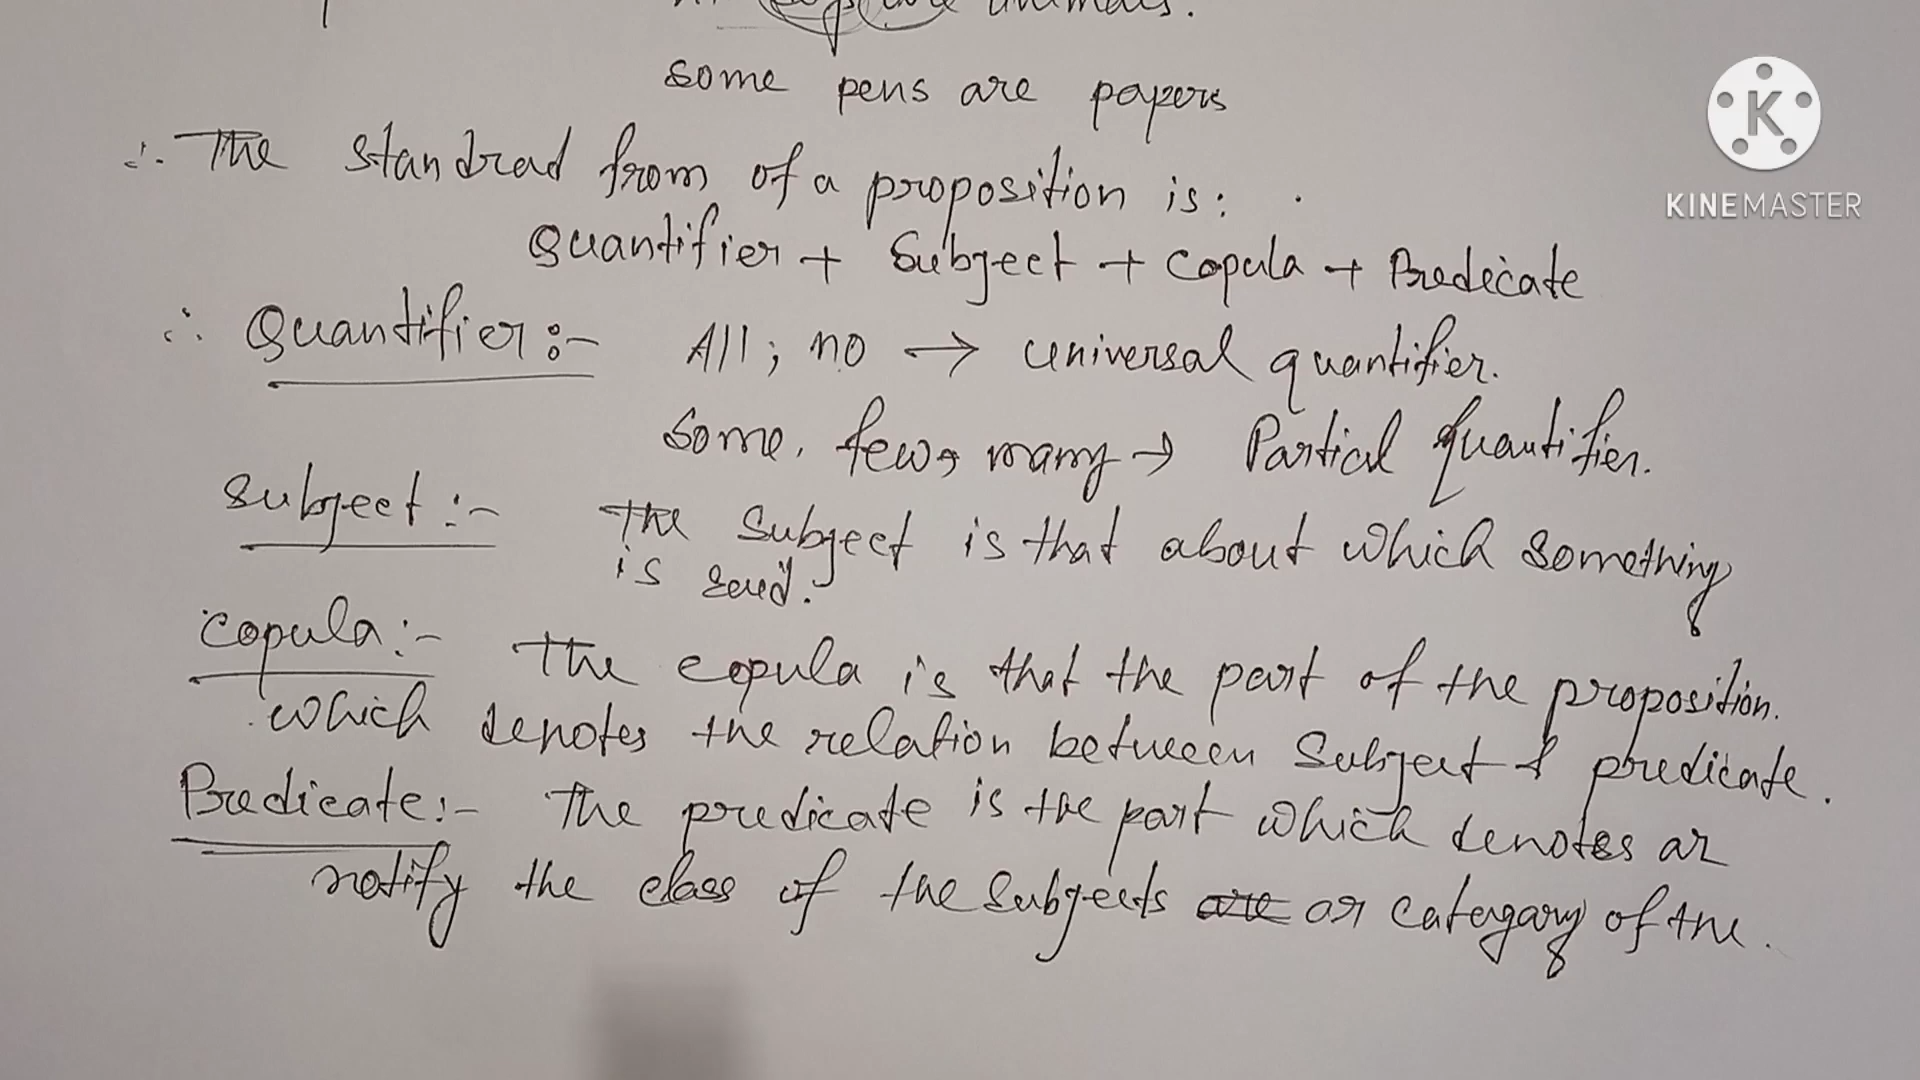 are animals.
some pens are papers
∴ The standrad from of a proposition is:
Quantifier + Subject + Copula + Predicate
∴ Quantifier:- All; no → universal quantifier.
Some, few, many → Partial quantifier.
Subject:- The Subject is that about which something
is said.
Copula:- The copula is that the part of the proposition.
which denotes the relation between Subject & predicate.
Predicate:- The predicate is the part which denotes or
notify the class of the Subjects are or catergary of the.
KINEMASTER